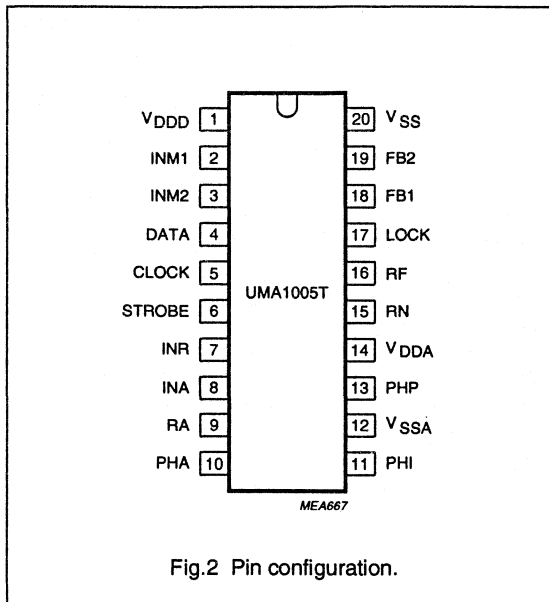 VDDD 1 20 VSS
INM1 2 19 FB2
INM2 3 18 FB1
DATA 4 17 LOCK
CLOCK 5 16 RF
UMA1005T
STROBE 6 15 RN
INR 7 14 VDDA
INA 8 13 PHP
RA 9 12 VSSA
PHA 10 11 PHI
MEA667
Fig.2 Pin configuration.